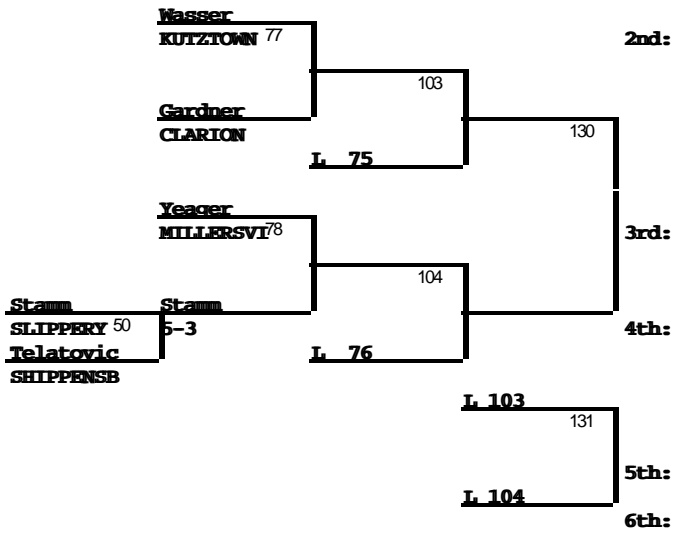 Wasser
KUTZTOWN 77
2nd:
103
Gardner
CLARION
130
L 75
Yeager
MILLERSVI 78
3rd:
104
Stamm Stamm
SLIPPERY 50 5-3
4th:
Telatovic
L 76
SHIPPENSB
L 103
131
5th:
L 104
6th: